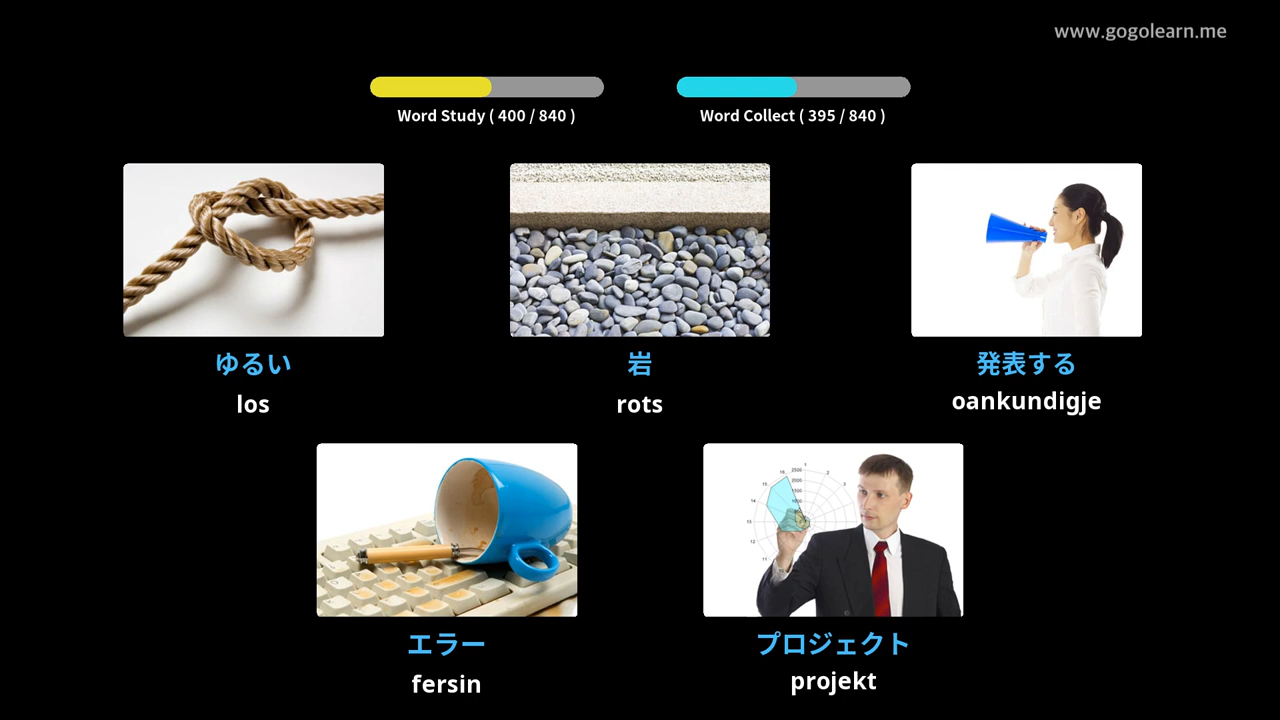 www.gogolearn.me
Word Study ( 400 / 840 )
Word Collect ( 395 / 840 )
ゆるい
los
岩
rots
発表する
oankundigje
エラー
fersin
プロジェクト
projekt